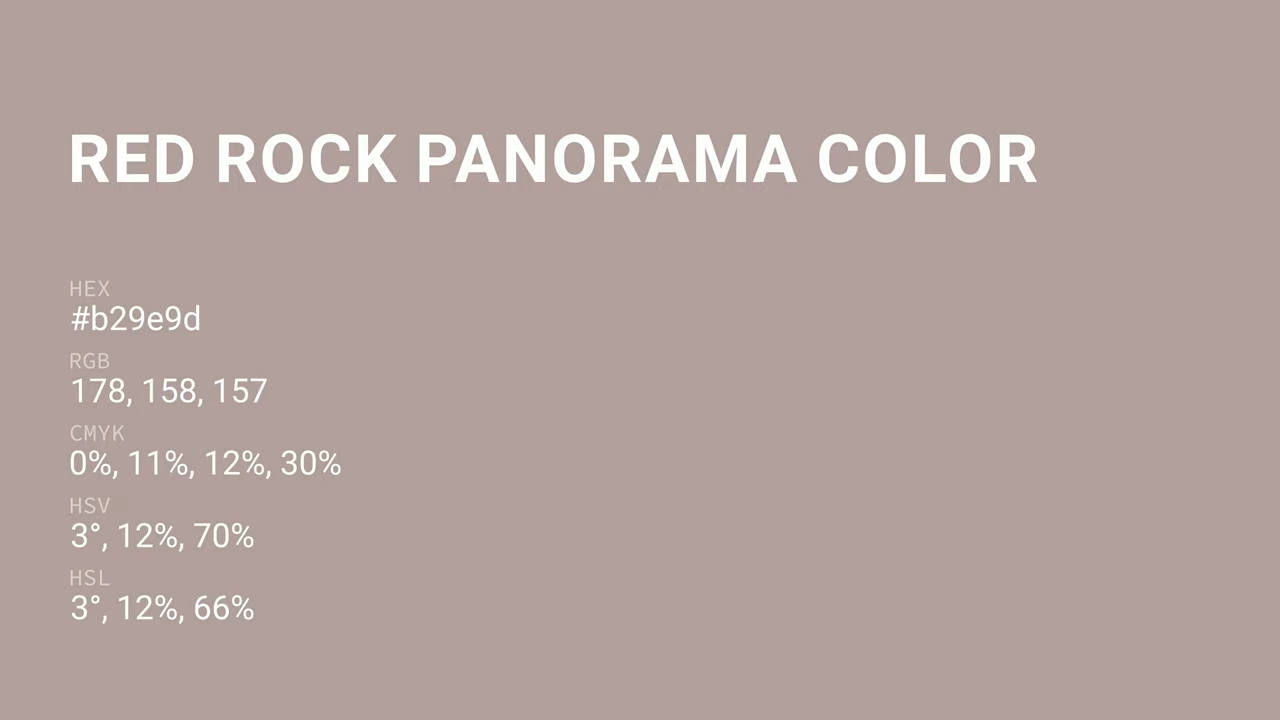 RED ROCK PANORAMA COLOR
HEX
#b29e9d
RGB
178, 158, 157
CMYK
0%, 11%, 12%, 30%
HSV
3°, 12%, 70%
HSL
3°, 12%, 66%